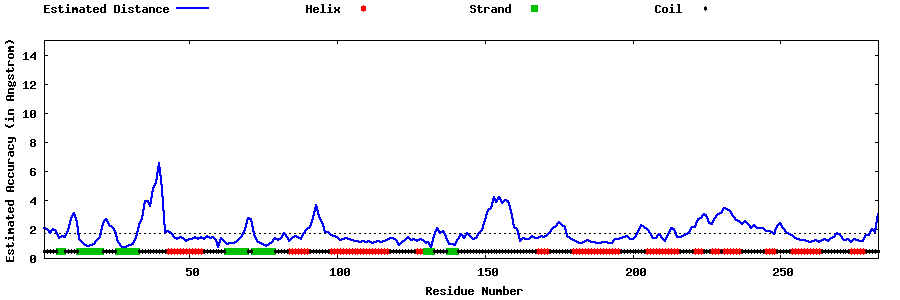 Estimated Distance Helix Strand Coil
Estimated Accuracy (in Angstrom)
14
12
10
8
6
4
2
0
50 100 150 200 250
Residue Number